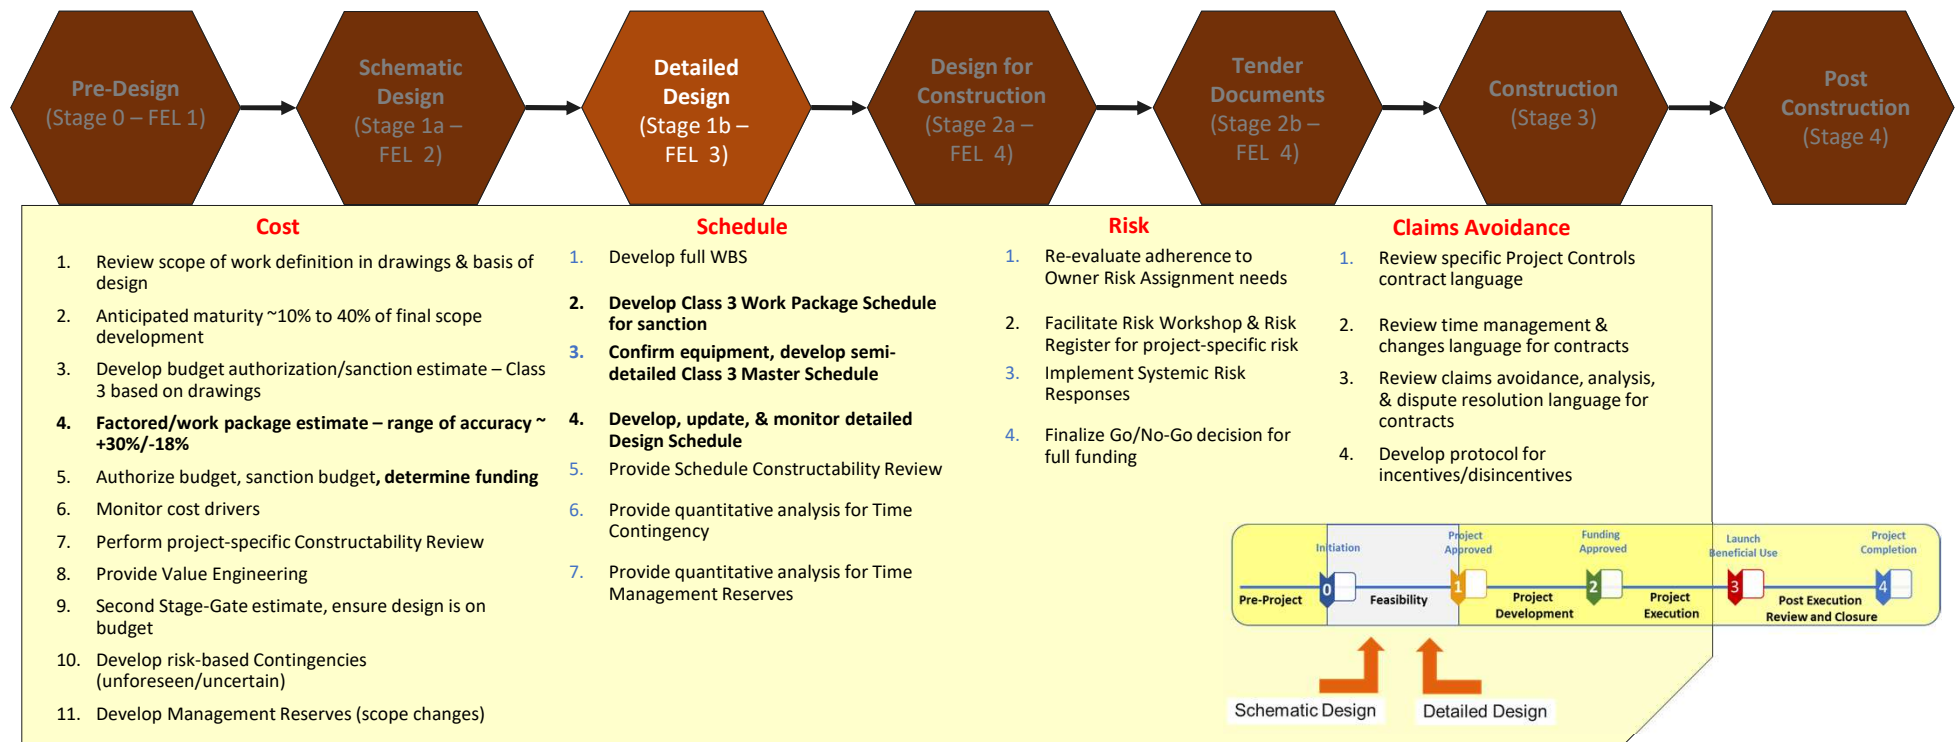 Pre-Design
(Stage 0 – FEL 1)
Schematic
Design
(Stage 1a –
FEL 2)
Detailed
Design
(Stage 1b –
FEL 3)
Design for
Construction
(Stage 2a –
FEL 4)
Tender
Documents
(Stage 2b –
FEL 4)
Construction
(Stage 3)
Post
Construction
(Stage 4)
Cost
1. Review scope of work definition in drawings & basis of
design
2. Anticipated maturity ~10% to 40% of final scope
development
3. Develop budget authorization/sanction estimate – Class
3 based on drawings
4. Factored/work package estimate – range of accuracy ~
+30%/-18%
5. Authorize budget, sanction budget, determine funding
6. Monitor cost drivers
7. Perform project-specific Constructability Review
8. Provide Value Engineering
9. Second Stage-Gate estimate, ensure design is on
budget
10. Develop risk-based Contingencies
(unforeseen/uncertain)
11. Develop Management Reserves (scope changes)
Schedule
1. Develop full WBS
2. Develop Class 3 Work Package Schedule
for sanction
3. Confirm equipment, develop semi-
detailed Class 3 Master Schedule
4. Develop, update, & monitor detailed
Design Schedule
5. Provide Schedule Constructability Review
6. Provide quantitative analysis for Time
Contingency
7. Provide quantitative analysis for Time
Management Reserves
Risk
1. Re-evaluate adherence to
Owner Risk Assignment needs
2. Facilitate Risk Workshop & Risk
Register for project-specific risk
3. Implement Systemic Risk
Responses
4. Finalize Go/No-Go decision for
full funding
Claims Avoidance
1. Review specific Project Controls
contract language
2. Review time management &
changes language for contracts
3. Review claims avoidance, analysis,
& dispute resolution language for
contracts
4. Develop protocol for
incentives/disincentives
Initiation
Project
Approved
Funding
Approved
Launch
Beneficial Use
Project
Completion
0
1
2
3
4
Pre-Project
Feasibility
Project
Development
Project
Execution
Post Execution
Review and Closure
Schematic Design
Detailed Design